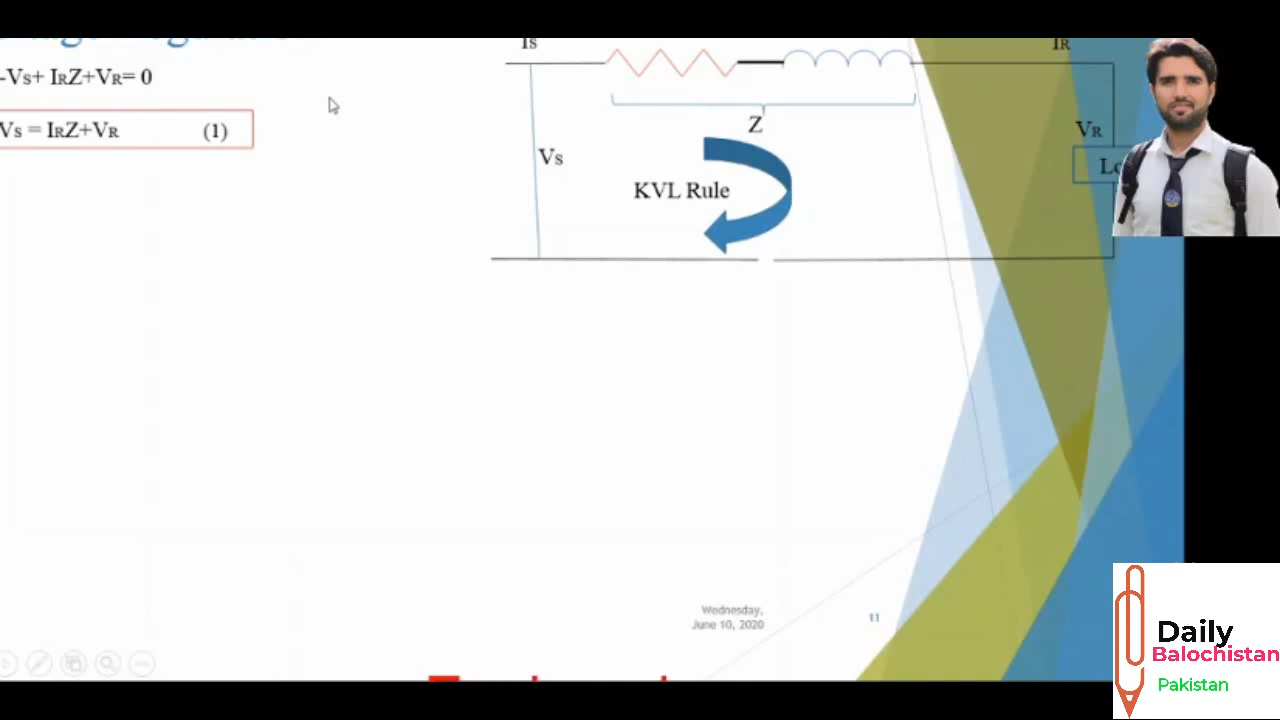 -Vs+ IRZ+VR= 0
Vs = IRZ+VR (1)
Is
IR
Z
VR
Vs
KVL Rule
Wednesday,
June 10, 2020
11
Daily
Balochistan
Pakistan